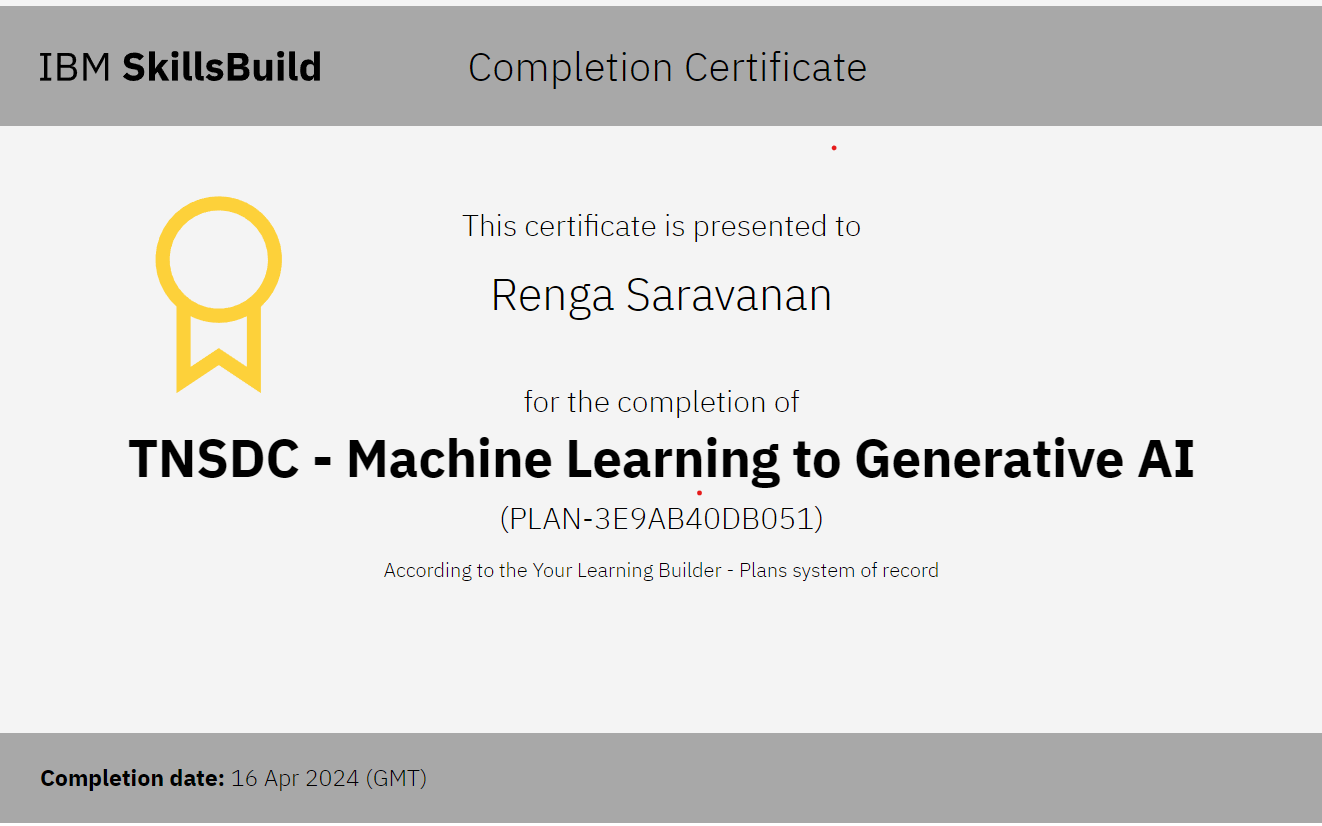 IBM SkillsBuild
Completion Certificate
This certificate is presented to
Renga Saravanan
for the completion of
TNSDC - Machine Learning to Generative AI
(PLAN-3E9AB40DB051)
According to the Your Learning Builder - Plans system of record
Completion date: 16 Apr 2024 (GMT)